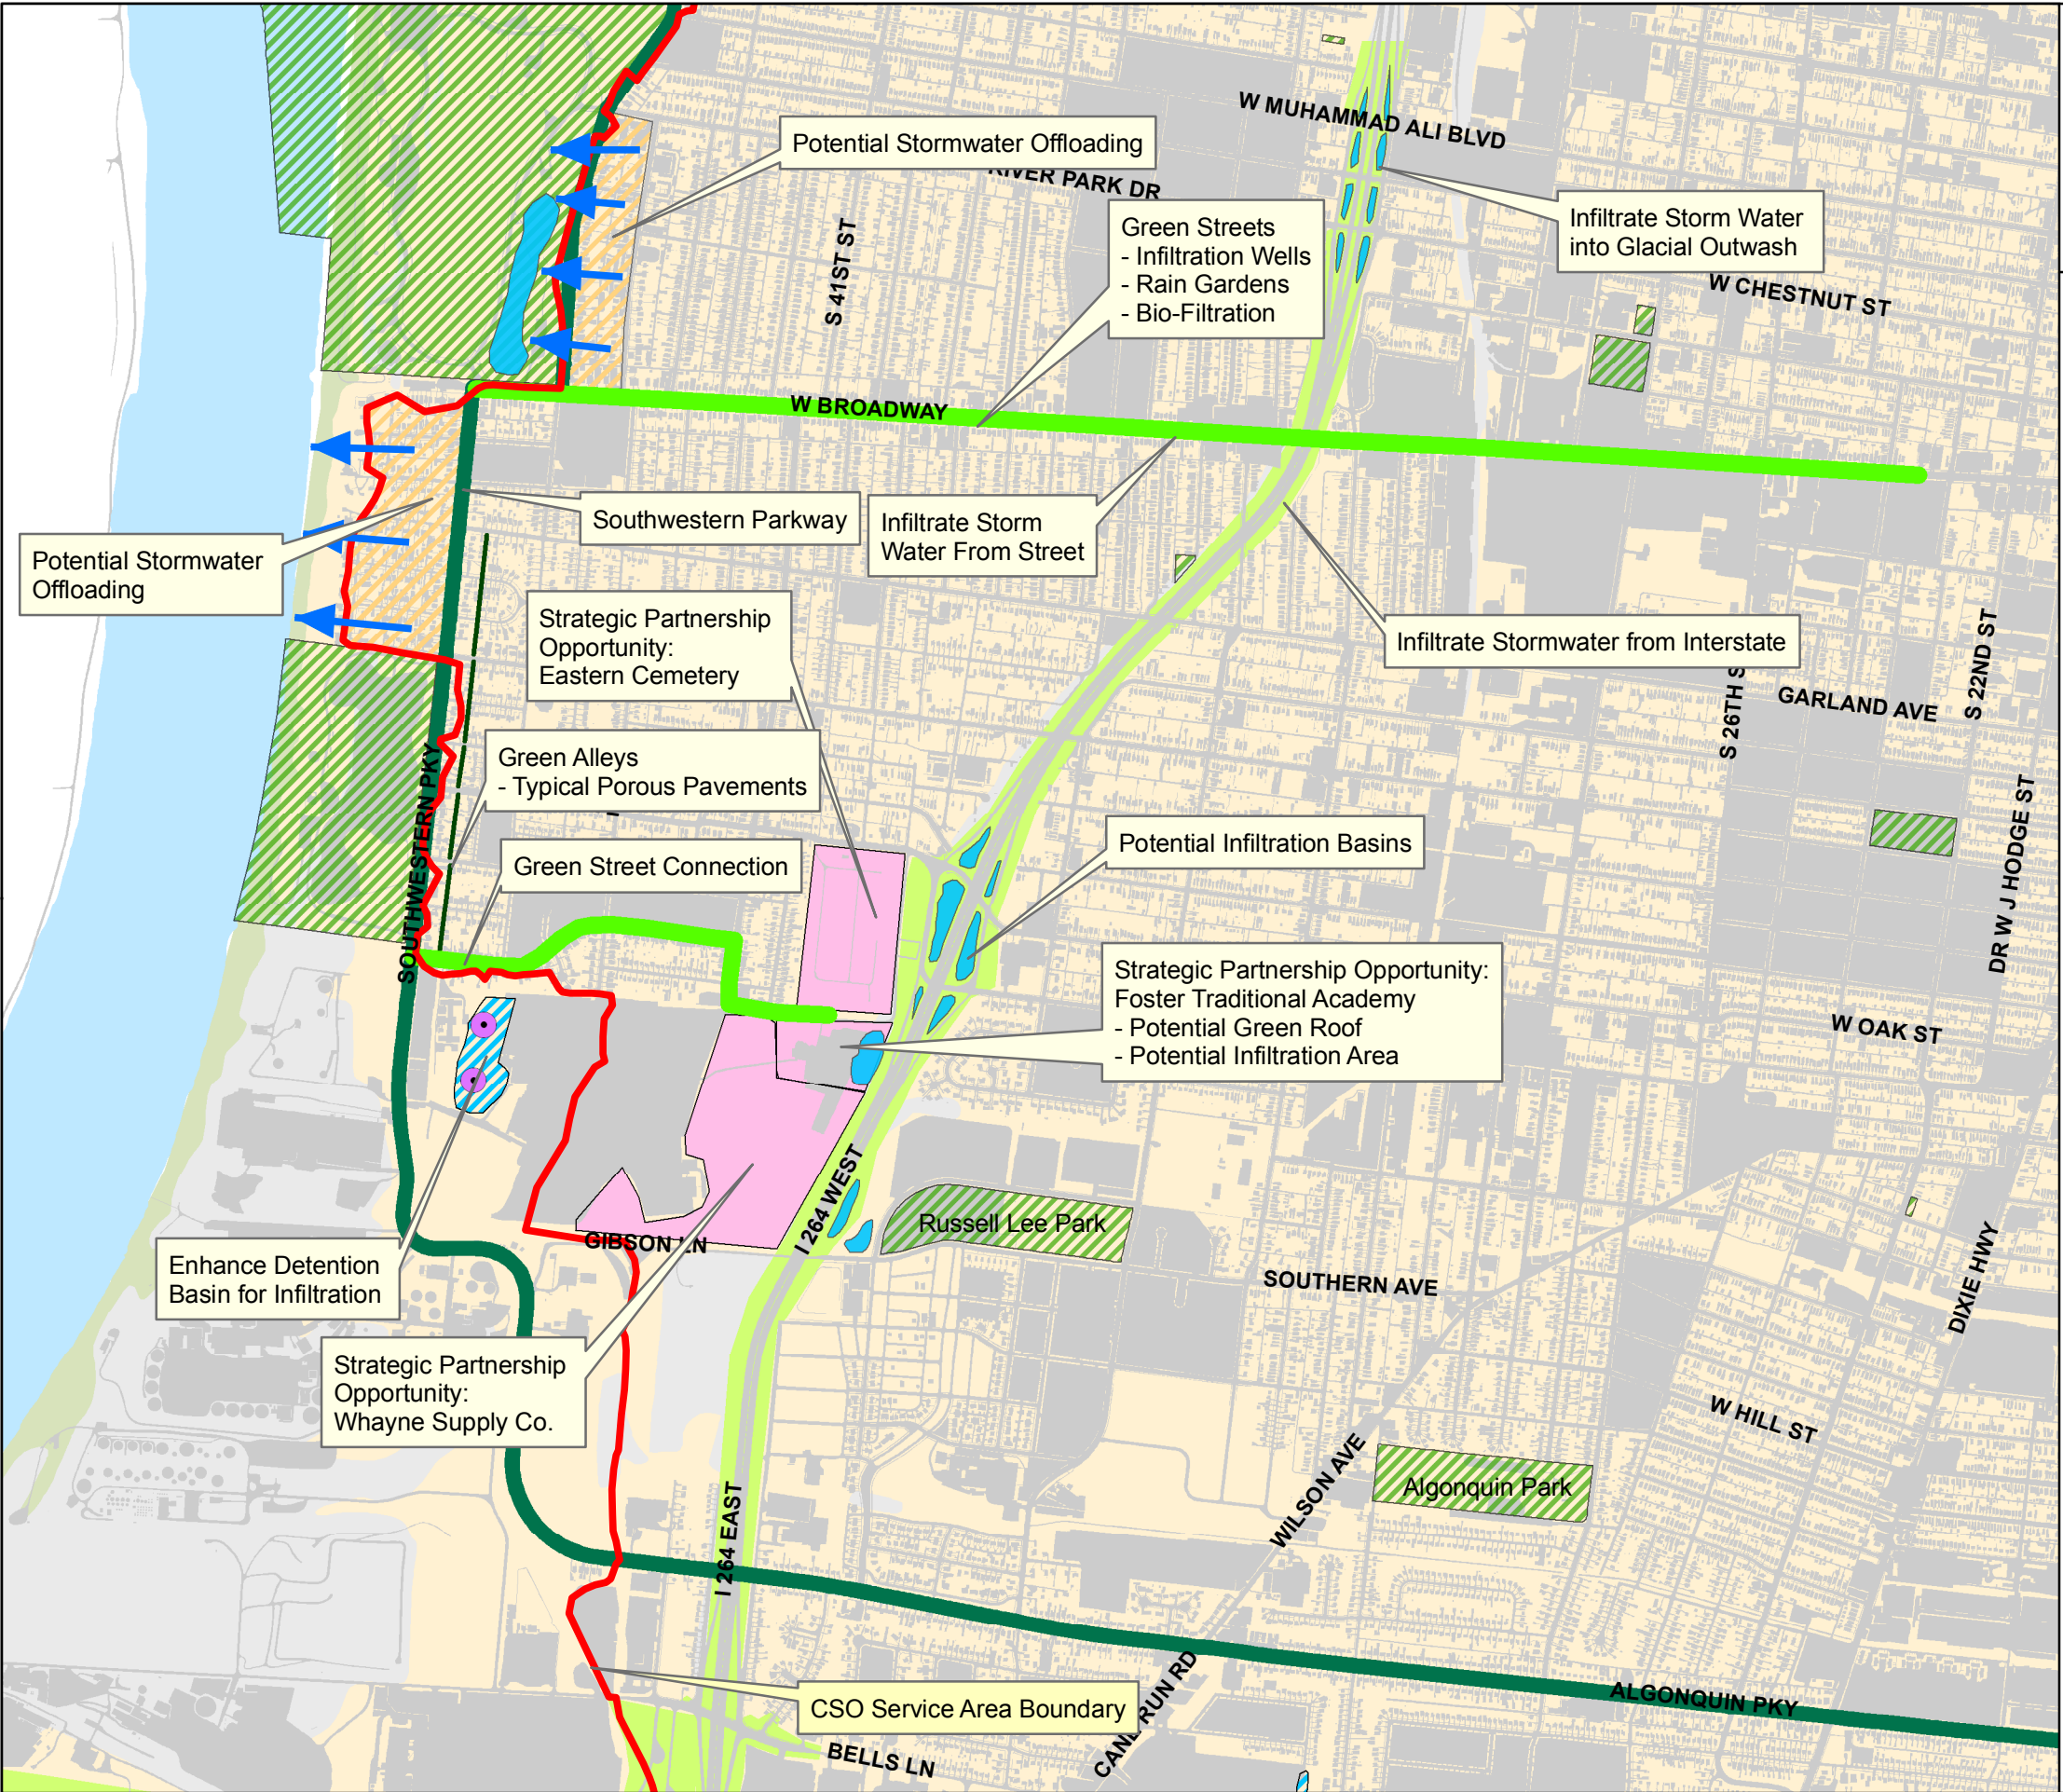 W MUHAMMAD ALI BLVD
Potential Stormwater Offloading
RIVER PARK DR
Infiltrate Storm Water
into Glacial Outwash
Green Streets
- Infiltration Wells
- Rain Gardens
- Bio-Filtration
S 41ST ST
W CHESTNUT ST
W BROADWAY
Southwestern Parkway
Infiltrate Storm
Water From Street
Potential Stormwater
Offloading
Strategic Partnership
Opportunity:
Eastern Cemetery
Infiltrate Stormwater from Interstate
S 22ND ST
S 26TH S
GARLAND AVE
Green Alleys
- Typical Porous Pavements
SOUTHWESTERN PKY
DR W J HODGE ST
Potential Infiltration Basins
Green Street Connection
Strategic Partnership Opportunity:
Foster Traditional Academy
- Potential Green Roof
- Potential Infiltration Area
W OAK ST
I 264 WEST
Russell Lee Park
GIBSON LN
Enhance Detention
Basin for Infiltration
SOUTHERN AVE
DIXIE HWY
Strategic Partnership
Opportunity:
Whayne Supply Co.
W HILL ST
WILSON AVE
Algonquin Park
I 264 EAST
CSO Service Area Boundary
CANE RUN RD
ALGONQUIN PKY
BELLS LN